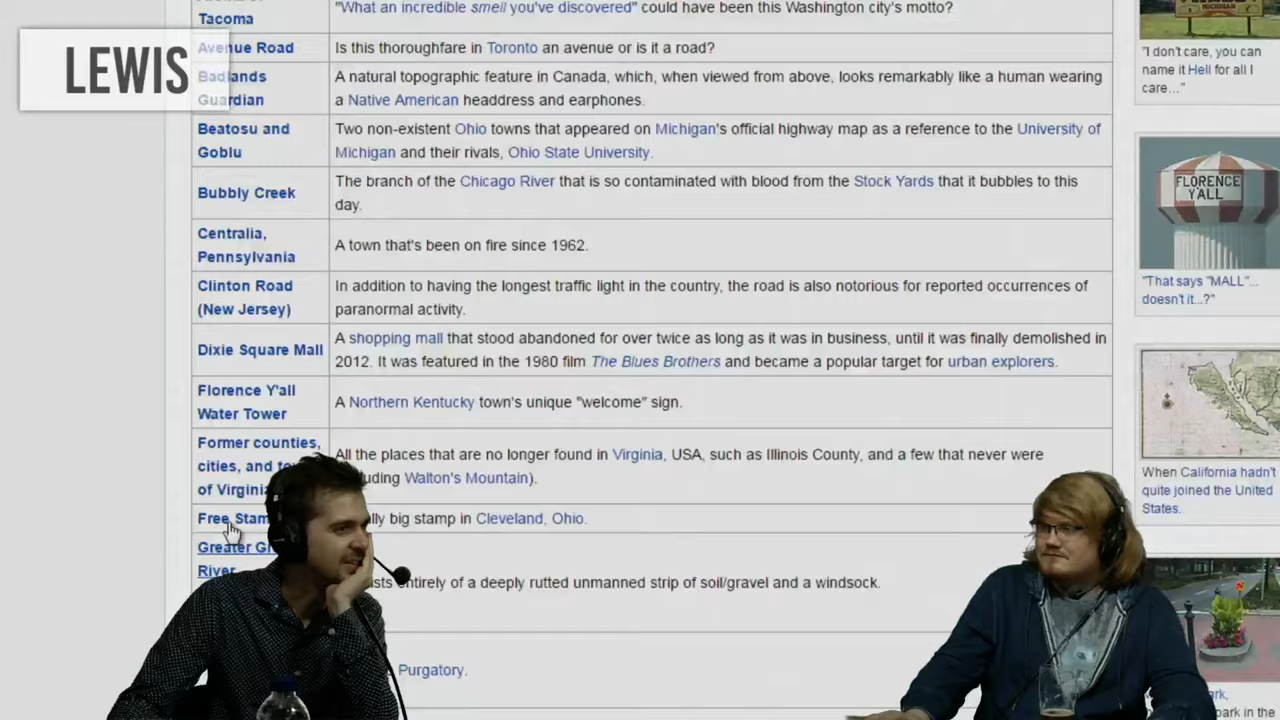 Tacoma
"What an incredible smell you've discovered" could have been this Washington city's motto?
LEWIS
Avenue Road
Is this thoroughfare in Toronto an avenue or is it a road?
Badlands
Guardian
A natural topographic feature in Canada, which, when viewed from above, looks remarkably like a human wearing
a Native American headdress and earphones.
Beatosu and
Goblu
Two non-existent Ohio towns that appeared on Michigan's official highway map as a reference to the University of
Michigan and their rivals, Ohio State University.
Bubbly Creek
The branch of the Chicago River that is so contaminated with blood from the Stock Yards that it bubbles to this
day.
Centralia,
Pennsylvania
A town that's been on fire since 1962.
Clinton Road
(New Jersey)
In addition to having the longest traffic light in the country, the road is also notorious for reported occurrences of
paranormal activity.
Dixie Square Mall
A shopping mall that stood abandoned for over twice as long as it was in business, until it was finally demolished in
2012. It was featured in the 1980 film The Blues Brothers and became a popular target for urban explorers.
Florence Y'all
Water Tower
A Northern Kentucky town's unique "welcome" sign.
Former counties,
cities, and
of Virginia
All the places that are no longer found in Virginia, USA, such as Illinois County, and a few that never were
Walton's Mountain).
Free Stam
big stamp in Cleveland, Ohio.
Greater
River
entirely of a deeply rutted unmanned strip of soil/gravel and a windsock.
Purgatory.
MICHIGAN
"I don't care, you can
name it Hell for all I
care..."
FLORENCE
Y'ALL
"That says "MALL"...
doesn't it...?"
When California hadn't
quite joined the United
States.
park in the